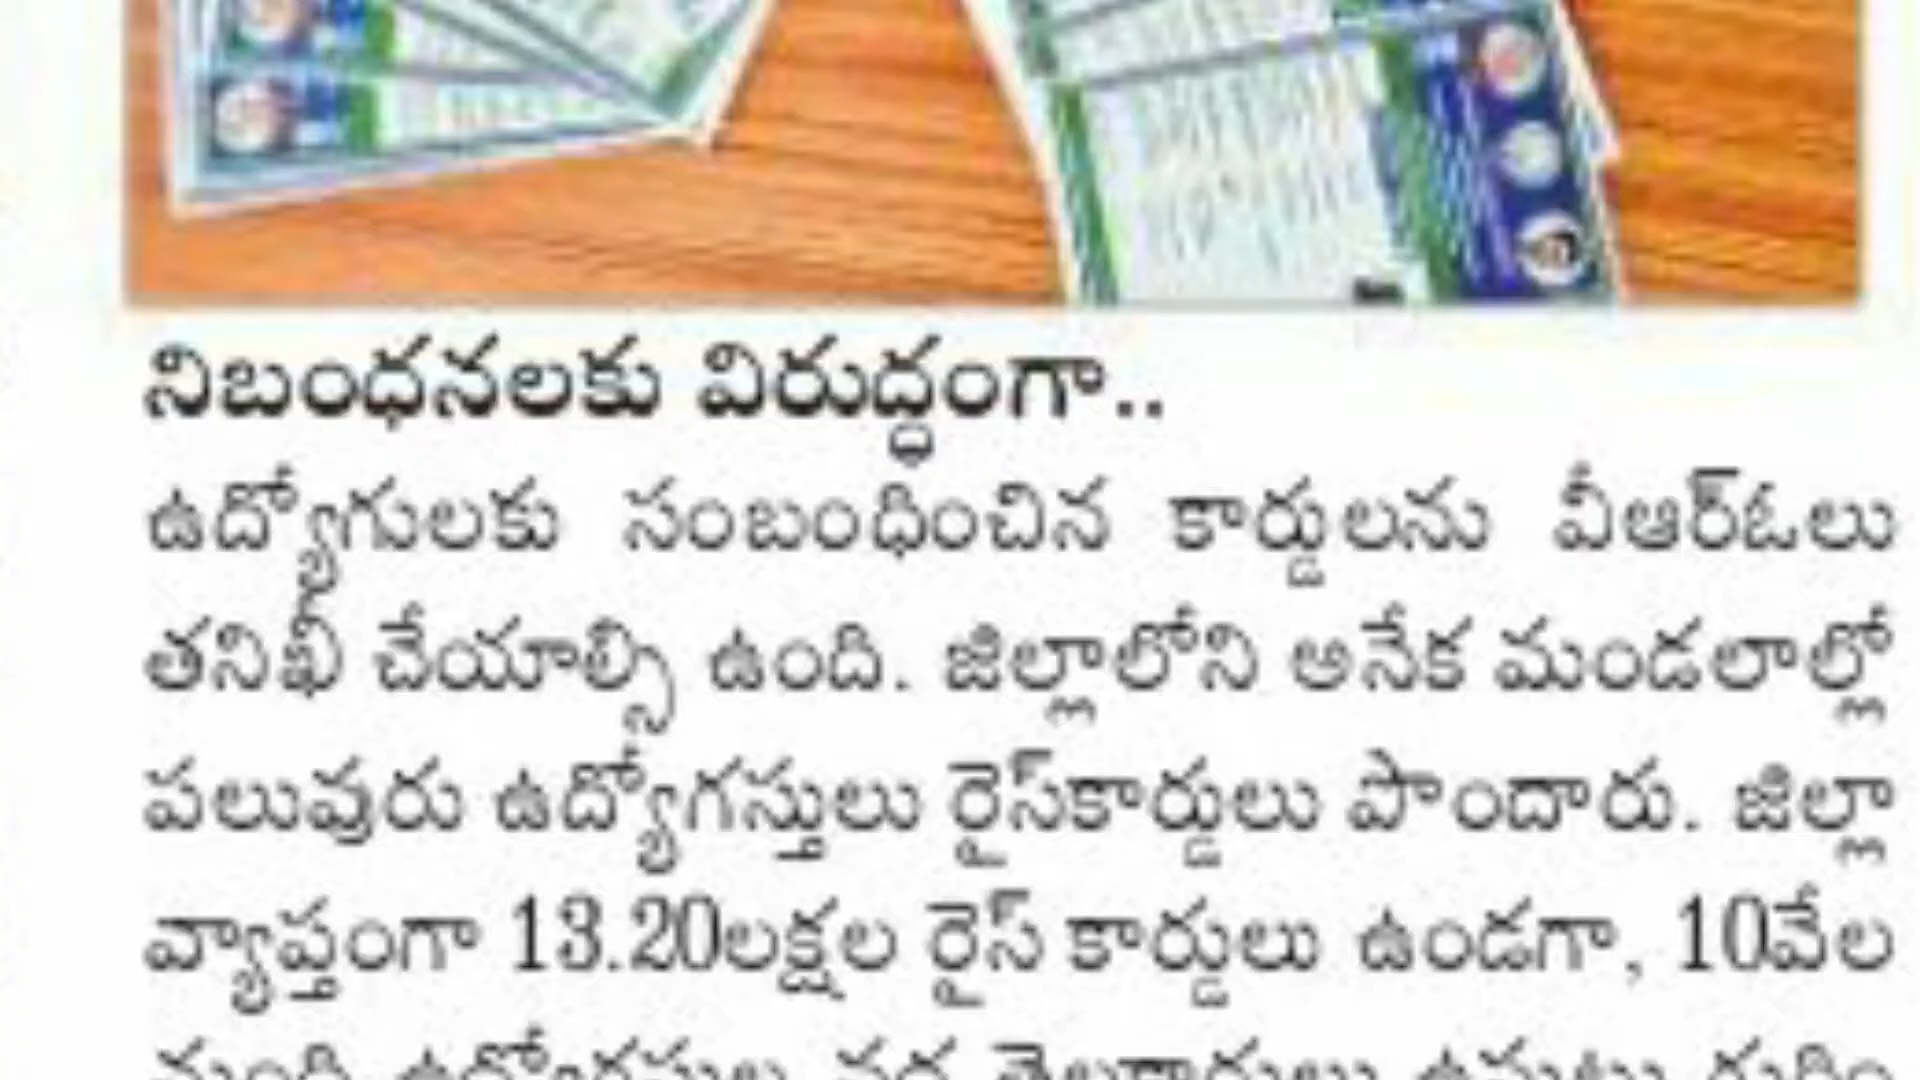 నిబంధనలకు విరుద్ధంగా..
ఉద్యోగులకు సంబంధించిన కార్డులను వీఆర్ఓలు
తనిఖీ చేయాల్సి ఉంది. జిల్లాలోని అనేక మండలాల్లో
పలువురు ఉద్యోగస్తులు రైస్‌కార్డులు పొందారు. జిల్లా
వ్యాప్తంగా 13.20లక్షల రైస్ కార్డులు ఉండగా, 10వేల